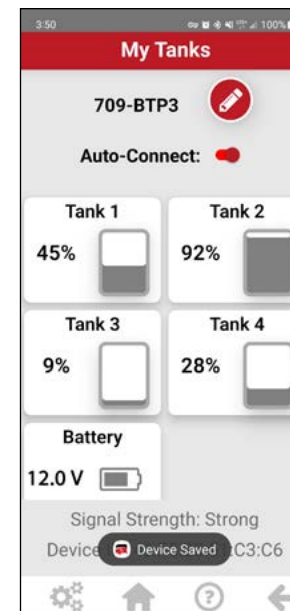 3:50 100%
My Tanks
709-BTP3
Auto-Connect:
Tank 1 Tank 2
45% 92%
Tank 3 Tank 4
9% 28%
Battery
12.0 V
Signal Strength: Strong
Device Device Saved C3:C6
?